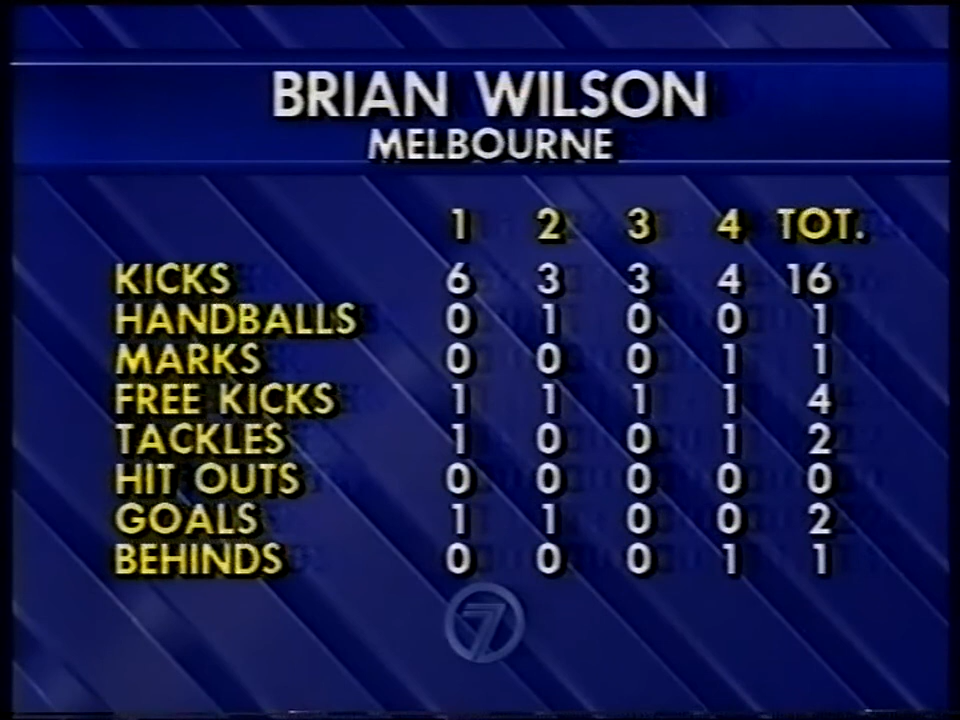 BRIAN WILSON
MELBOURNE
1 2 3 4 TOT.
KICKS 6 3 3 4 16
HANDBALLS 0 1 0 0 1
MARKS 0 0 0 1 1
FREE KICKS 1 1 1 1 4
TACKLES 1 0 0 1 2
HIT OUTS 0 0 0 0 0
GOALS 1 1 0 0 2
BEHINDS 0 0 0 1 1
7